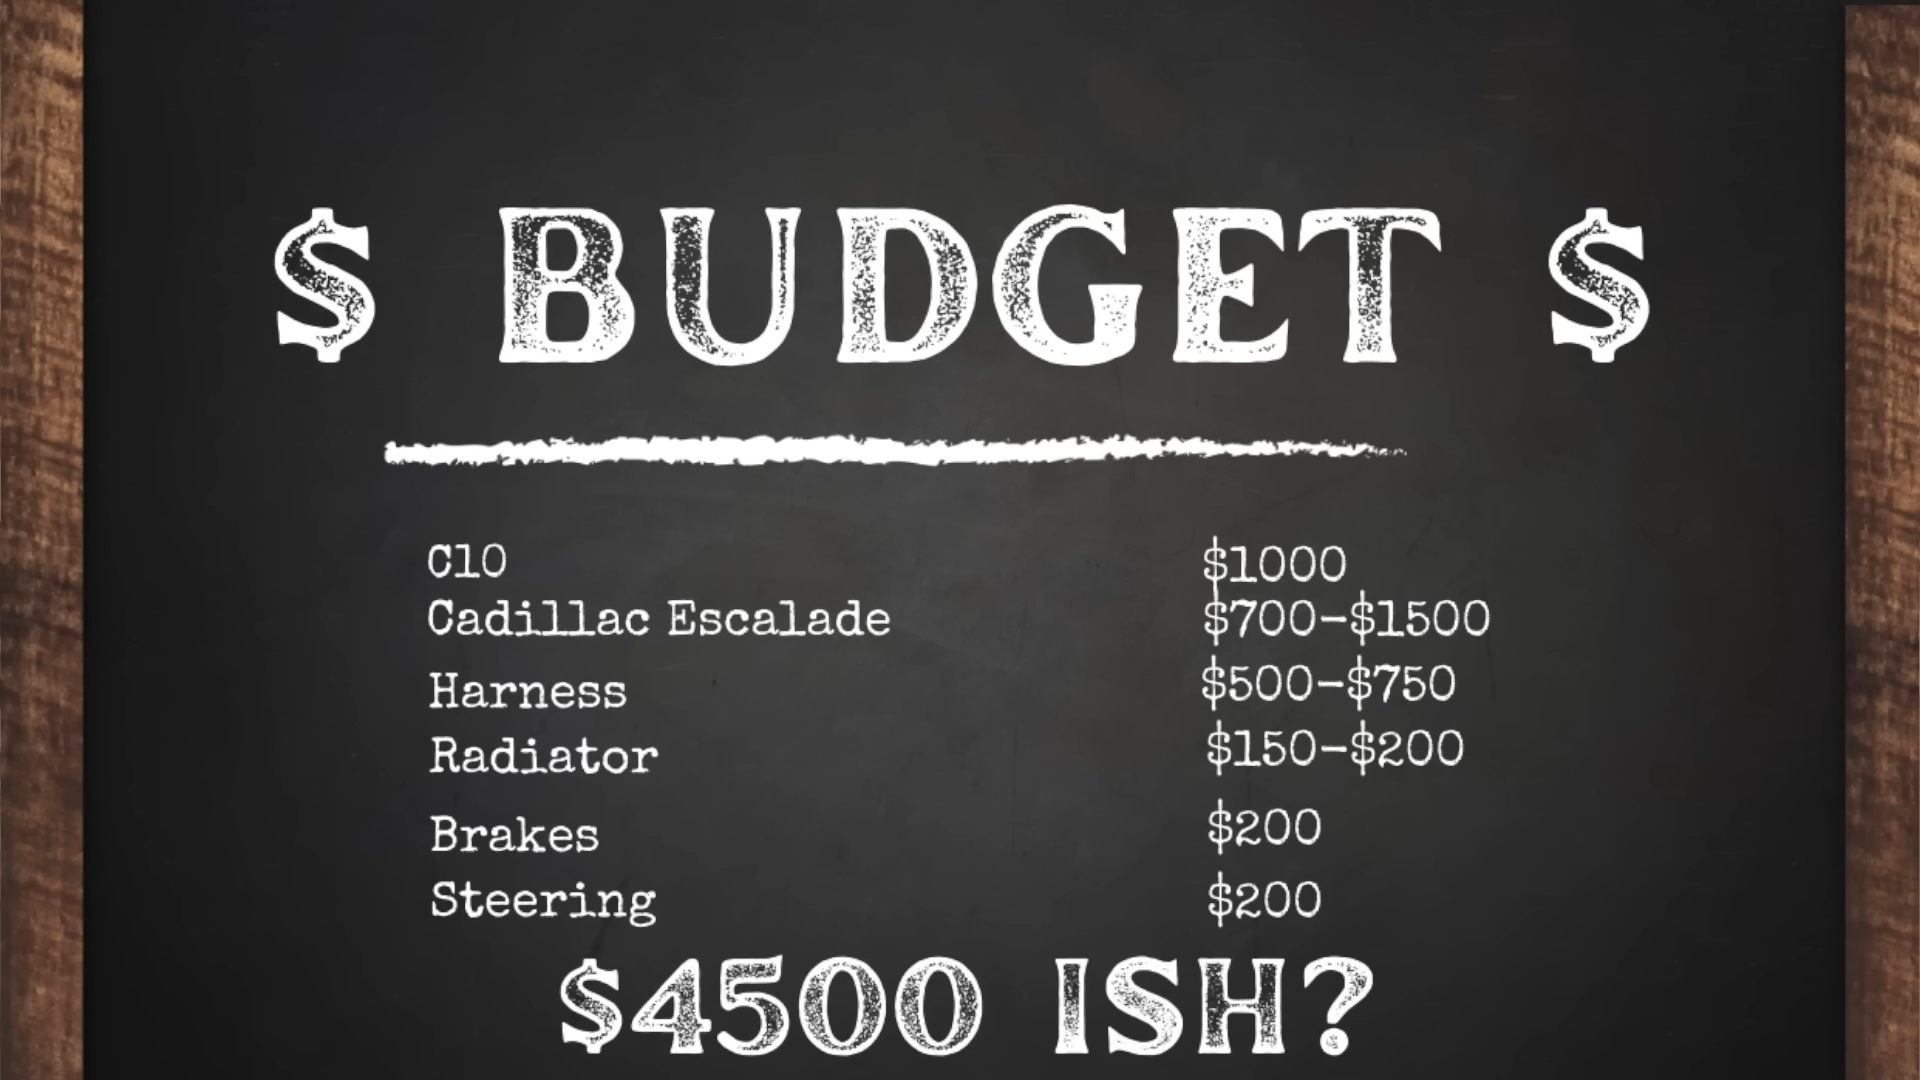 $ BUDGET $
C10 $1000
Cadillac Escalade $700-$1500
Harness $500-$750
Radiator $150-$200
Brakes $200
Steering $200
$4500 ISH?